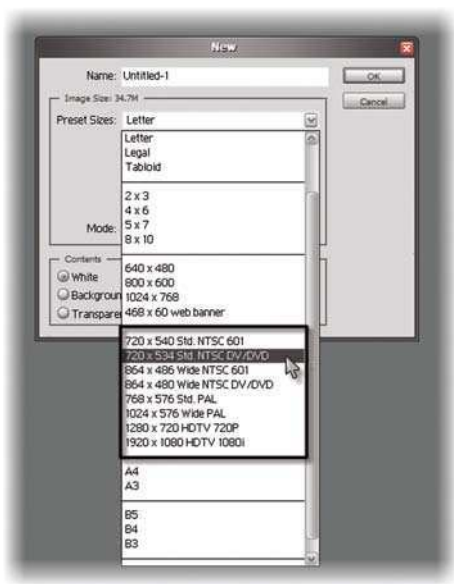 New
Name: Untitled-1
OK
Image Size: 34.7M
Cancel
Preset Sizes: Letter
Letter
Legal
Tabloid
2 x 3
4 x 6
Mode: 5 x 7
8 x 10
Contents
640 x 480
White
800 x 600
Backgroun 1024 x 768
Transparer 468 x 60 web banner
720 x 540 Std. NTSC 601
720 x 534 Std. NTSC DV/DVD
864 x 486 Wide NTSC 601
864 x 480 Wide NTSC DV/DVD
768 x 576 Std. PAL
1024 x 576 Wide PAL
1280 x 720 HDTV 720P
1920 x 1080 HDTV 1080i
A4
A3
B5
B4
B3